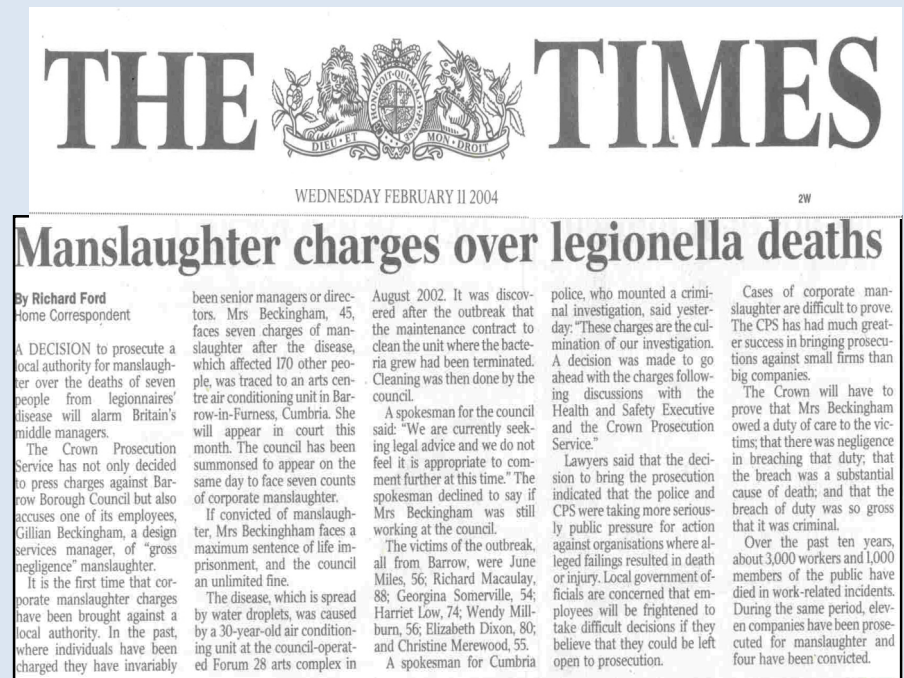 THE TIMES
DIEU·ET MON·DROIT
WEDNESDAY FEBRUARY 11 2004
2W
Manslaughter charges over legionella deaths
By Richard Ford
Home Correspondent
A DECISION to prosecute a
local authority for manslaugh-
ter over the deaths of seven
people from legionnaires'
disease will alarm Britain's
middle managers.
The Crown Prosecution
Service has not only decided
to press charges against Bar-
row Borough Council but also
accuses one of its employees,
Gillian Beckingham, a design
services manager, of "gross
negligence" manslaughter.
It is the first time that cor-
porate manslaughter charges
have been brought against a
local authority. In the past,
where individuals have been
charged they have invariably
been senior managers or direc-
tors. Mrs Beckingham, 45,
faces seven charges of man-
slaughter after the disease,
which affected 170 other peo-
ple, was traced to an arts cen-
tre air conditioning unit in Bar-
row-in-Furness, Cumbria. She
will appear in court this
month. The council has been
summonsed to appear on the
same day to face seven counts
of corporate manslaughter.
If convicted of manslaugh-
ter, Mrs Beckinghham faces a
maximum sentence of life im-
prisonment, and the council
an unlimited fine.
The disease, which is spread
by water droplets, was caused
by a 30-year-old air condition-
ing unit at the council-operat-
ed Forum 28 arts complex in
August 2002. It was discov-
ered after the outbreak that
the maintenance contract to
clean the unit where the bacte-
ria grew had been terminated.
Cleaning was then done by the
council.
A spokesman for the council
said: "We are currently seek-
ing legal advice and we do not
feel it is appropriate to com-
ment further at this time." The
spokesman declined to say if
Mrs Beckingham was still
working at the council.
The victims of the outbreak,
all from Barrow, were June
Miles, 56; Richard Macaulay,
88; Georgina Somerville, 54;
Harriet Low, 74; Wendy Mill-
burn, 56; Elizabeth Dixon, 80;
and Christine Merewood, 55.
A spokesman for Cumbria
police, who mounted a crimi-
nal investigation, said yester-
day: "These charges are the cul-
mination of our investigation.
A decision was made to go
ahead with the charges follow-
ing discussions with the
Health and Safety Executive
and the Crown Prosecution
Service."
Lawyers said that the deci-
sion to bring the prosecution
indicated that the police and
CPS were taking more serious-
ly public pressure for action
against organisations where al-
leged failings resulted in death
or injury. Local government of-
ficials are concerned that em-
ployees will be frightened to
take difficult decisions if they
believe that they could be left
open to prosecution.
Cases of corporate man-
slaughter are difficult to prove.
The CPS has had much great-
er success in bringing prosecu-
tions against small firms than
big companies.
The Crown will have to
prove that Mrs Beckingham
owed a duty of care to the vic-
tims; that there was negligence
in breaching that duty; that
the breach was a substantial
cause of death; and that the
breach of duty was so gross
that it was criminal.
Over the past ten years,
about 3,000 workers and 1,000
members of the public have
died in work-related incidents.
During the same period, elev-
en companies have been prose-
cuted for manslaughter and
four have been convicted.